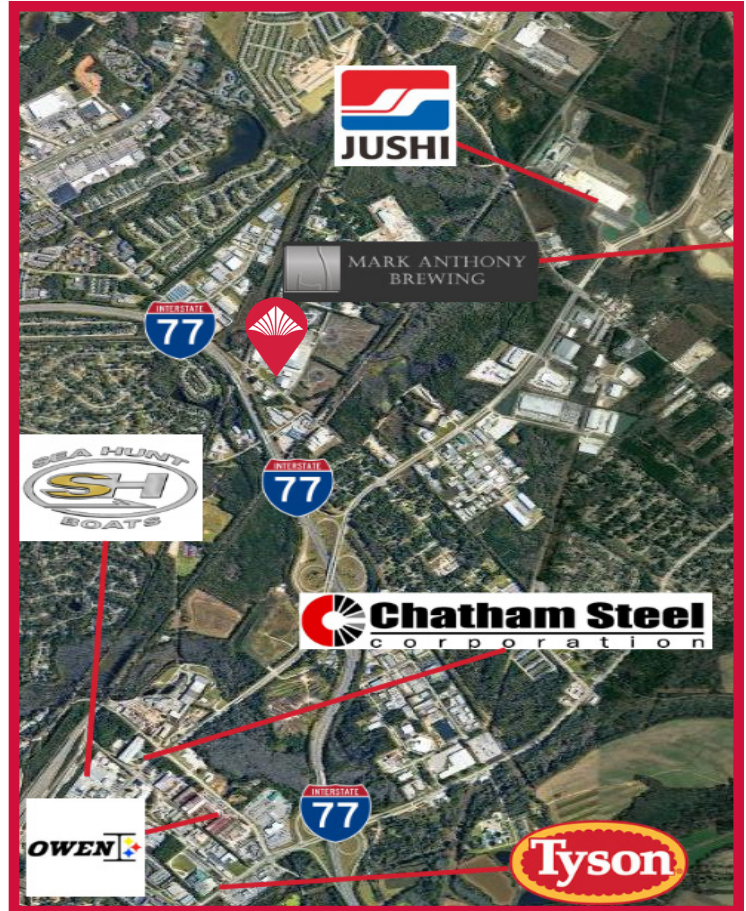 JUSHI
MARK ANTHONY
BREWING
INTERSTATE
77
SEA HUNT
SH
BOATS
INTERSTATE
77
Chatham Steel
corporation
INTERSTATE
77
OWEN
Tyson